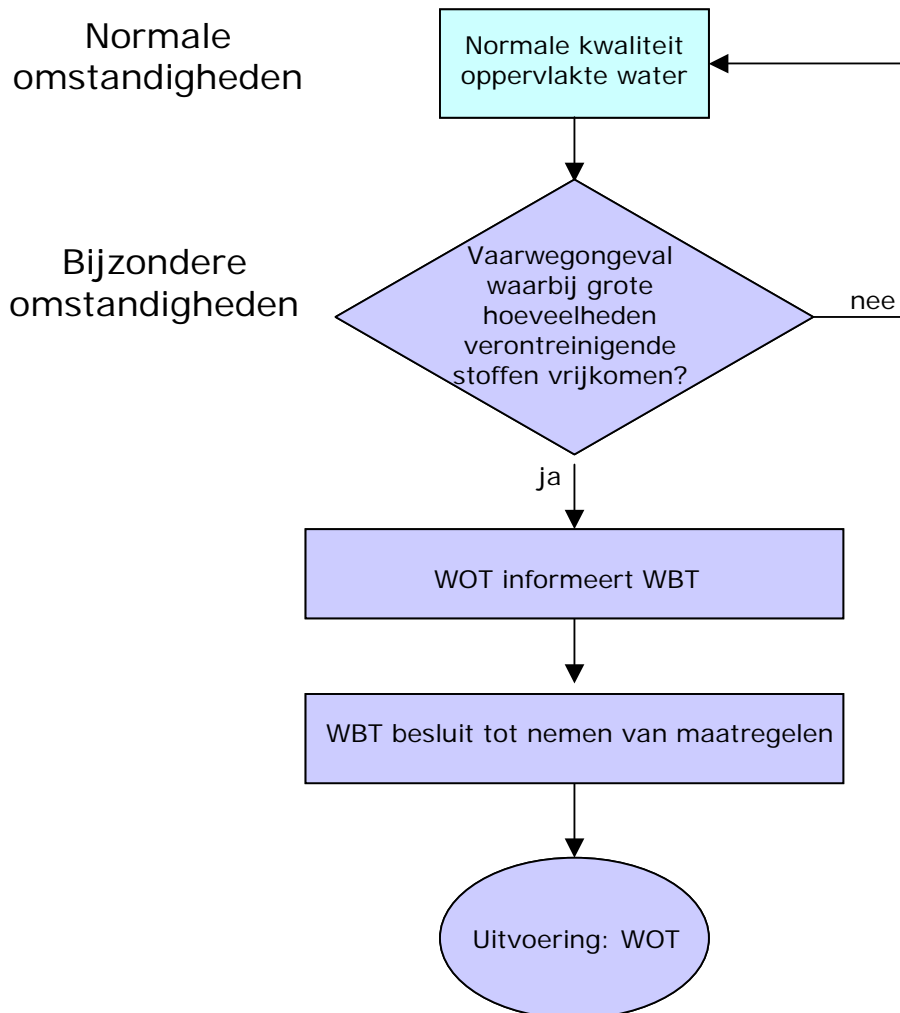 Normale
omstandigheden
Normale kwaliteit
oppervlakte water
Bijzondere
omstandigheden
Vaarwegongeval
waarbij grote
hoeveelheden
verontreinigende
stoffen vrijkomen?
nee
ja
WOT informeert WBT
WBT besluit tot nemen van maatregelen
Uitvoering: WOT